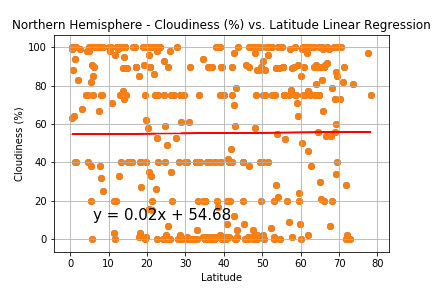 Northern Hemisphere - Cloudiness (%) vs. Latitude Linear Regression
Cloudiness (%)
100
80
60
40
20
0
y = 0.02x + 54.68
0 10 20 30 40 50 60 70 80
Latitude